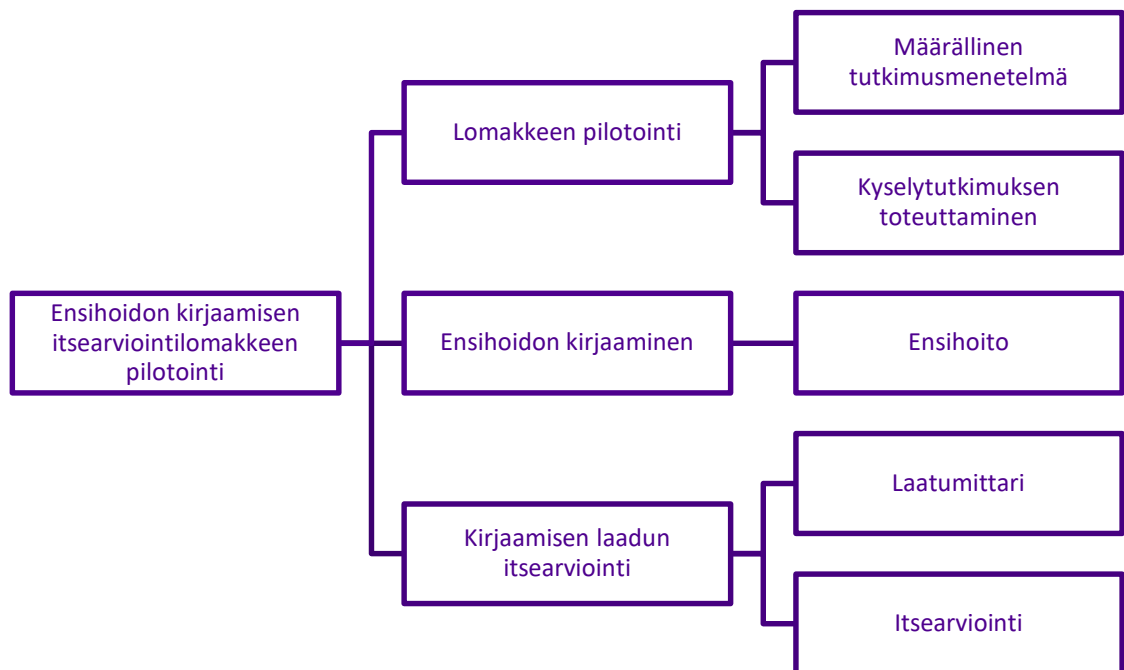 Ensihoidon kirjaamisen
itsearviointilomakkeen
pilotointi
Lomakkeen pilotointi
Määrällinen
tutkimusmenetelmä
Kyselytutkimuksen
toteuttaminen
Ensihoidon kirjaaminen
Ensihoito
Kirjaamisen laadun
itsearviointi
Laatumittari
Itsearviointi